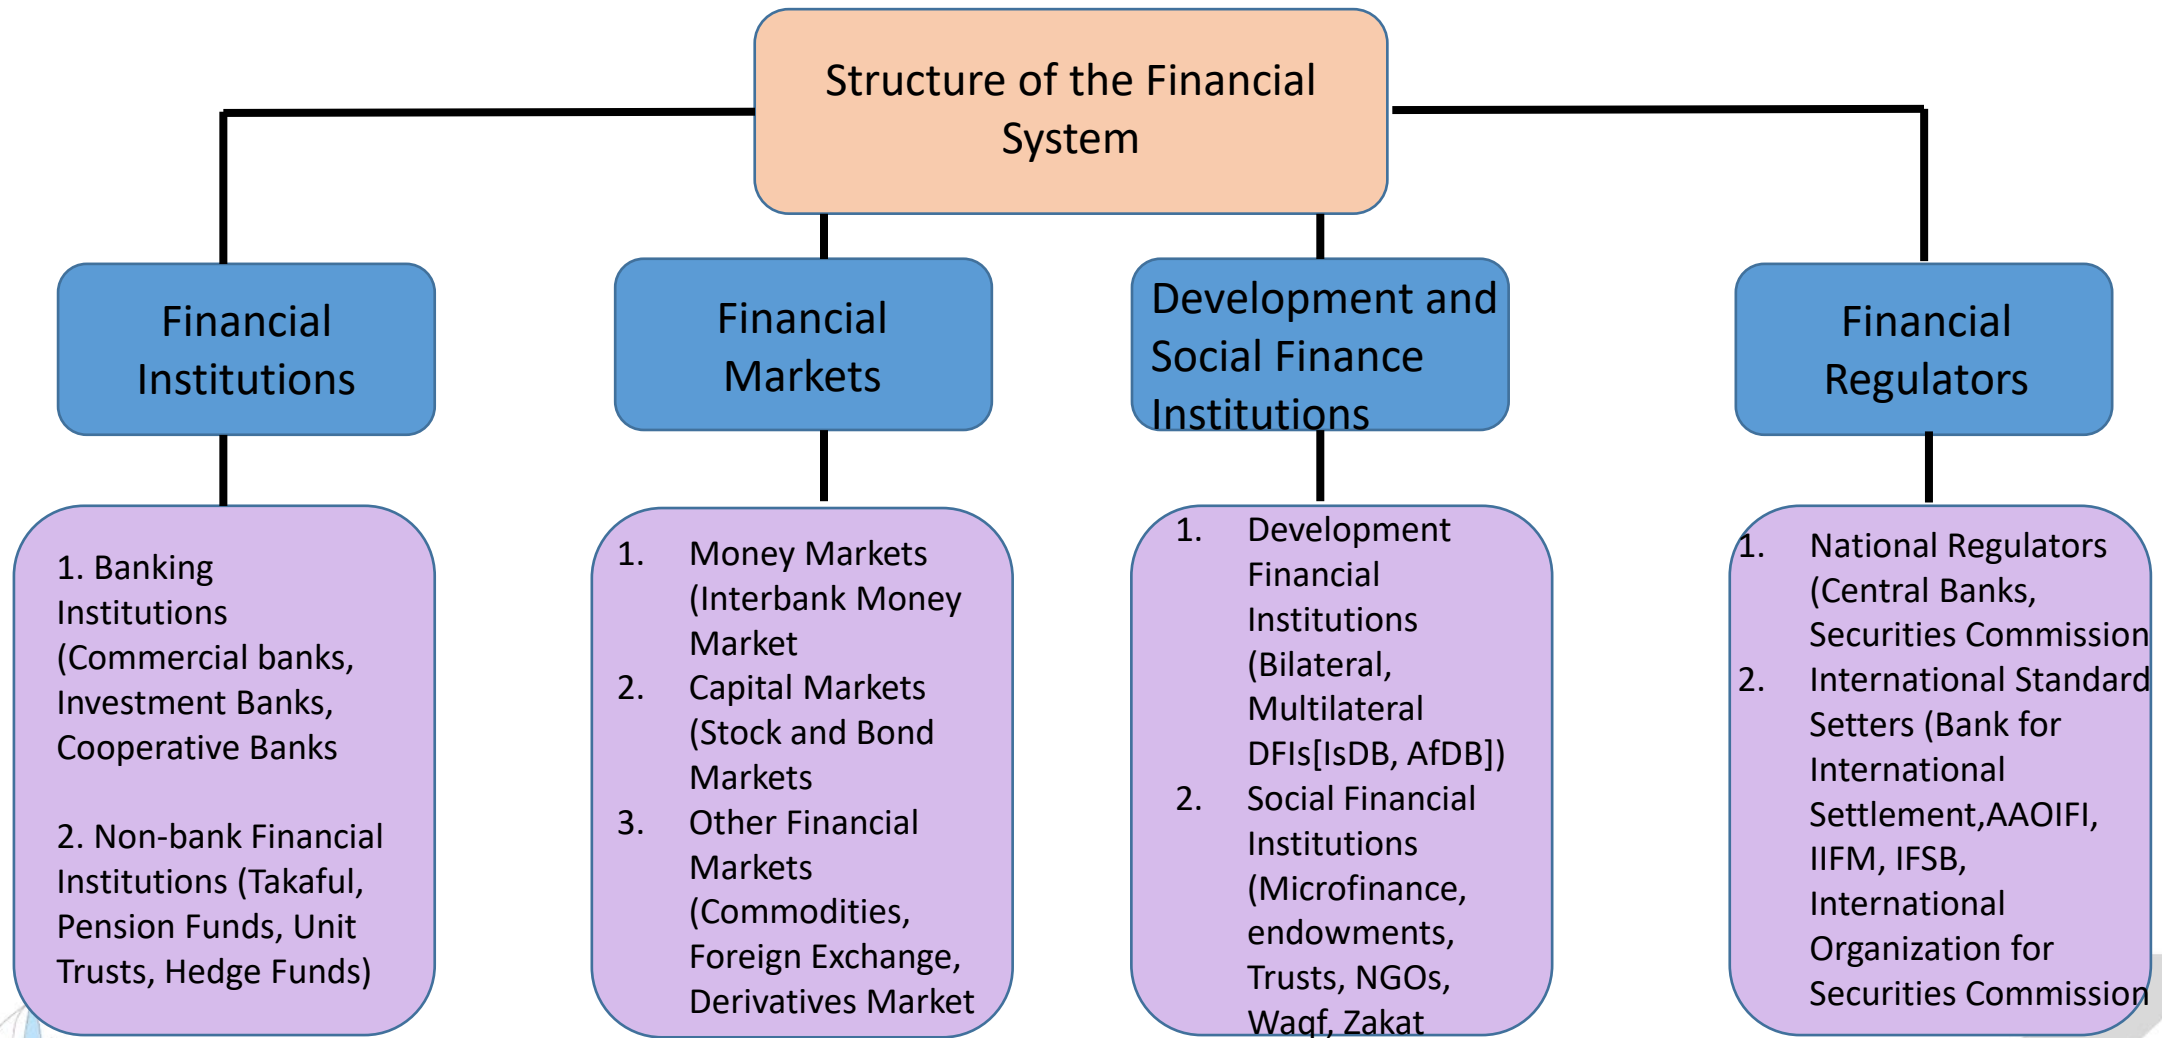 Structure of the Financial
System
Financial
Institutions
Financial
Markets
Development and
Social Finance
Institutions
Financial
Regulators
1. Banking
Institutions
(Commercial banks,
Investment Banks,
Cooperative Banks
2. Non-bank Financial
Institutions (Takaful,
Pension Funds, Unit
Trusts, Hedge Funds)
1. Money Markets
(Interbank Money
Market
2. Capital Markets
(Stock and Bond
Markets
3. Other Financial
Markets
(Commodities,
Foreign Exchange,
Derivatives Market
1. Development
Financial
Institutions
(Bilateral,
Multilateral
DFIs[IsDB, AfDB])
2. Social Financial
Institutions
(Microfinance,
endowments,
Trusts, NGOs,
Waqf, Zakat
1. National Regulators
(Central Banks,
Securities Commission
2. International Standard
Setters (Bank for
International
Settlement,AAOIFI,
IIFM, IFSB,
International
Organization for
Securities Commission